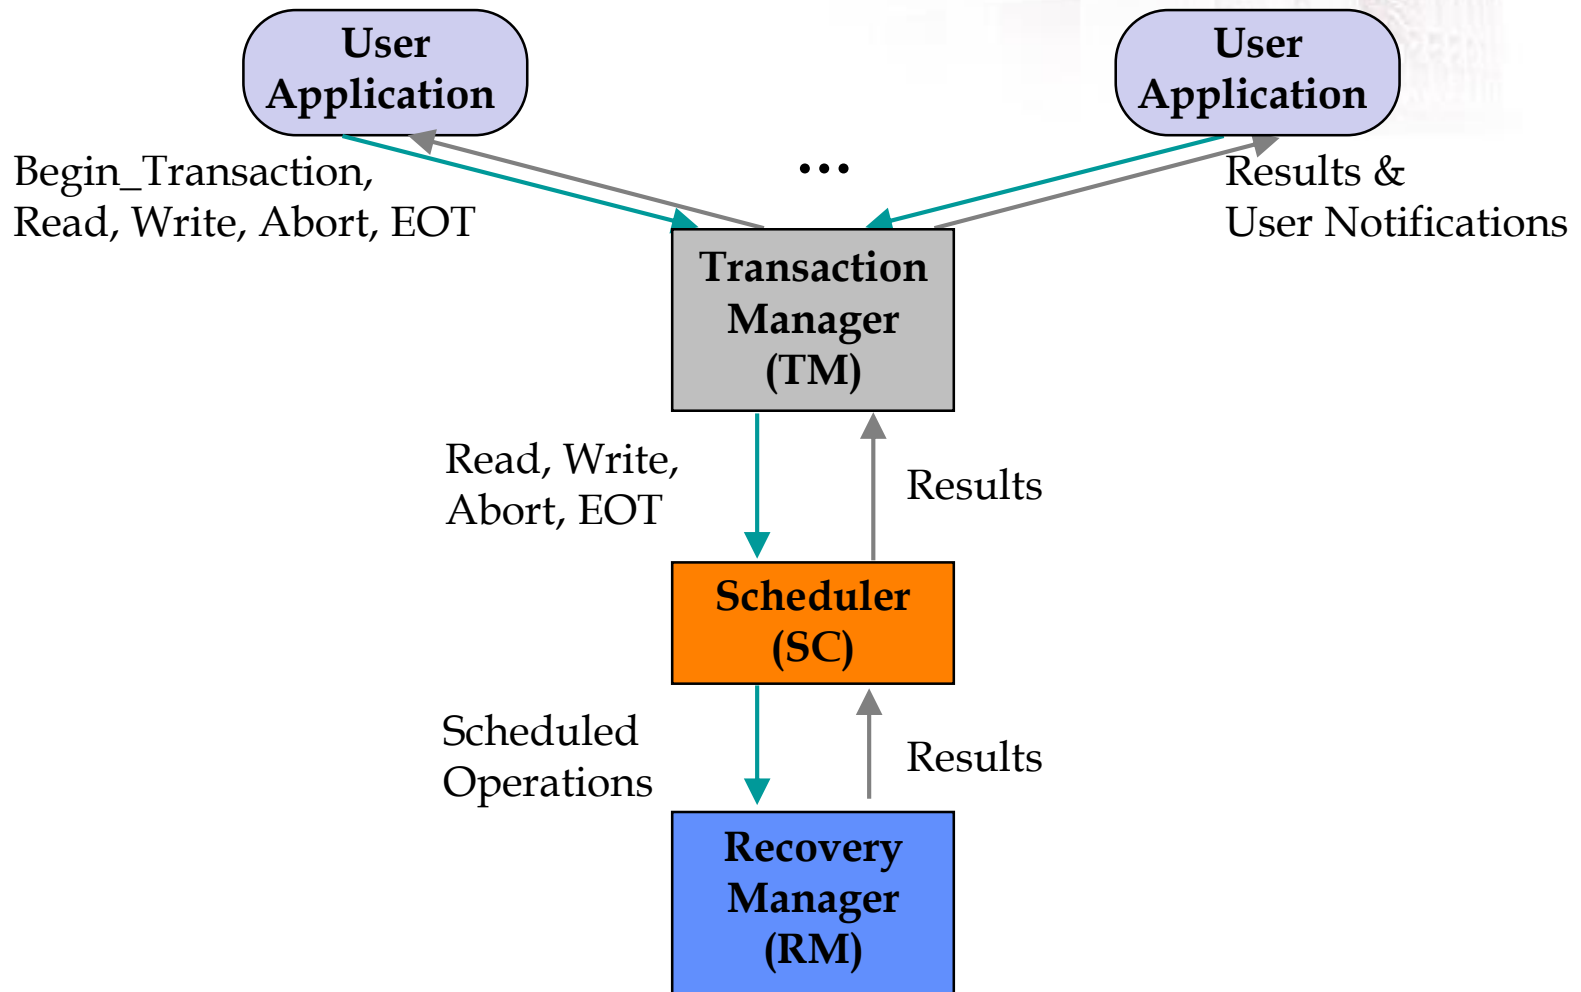 User
Application
User
Application
Begin_Transaction,
Read, Write, Abort, EOT
...
Results &
User Notifications
Transaction
Manager
(TM)
Read, Write,
Abort, EOT
Results
Scheduler
(SC)
Scheduled
Operations
Results
Recovery
Manager
(RM)